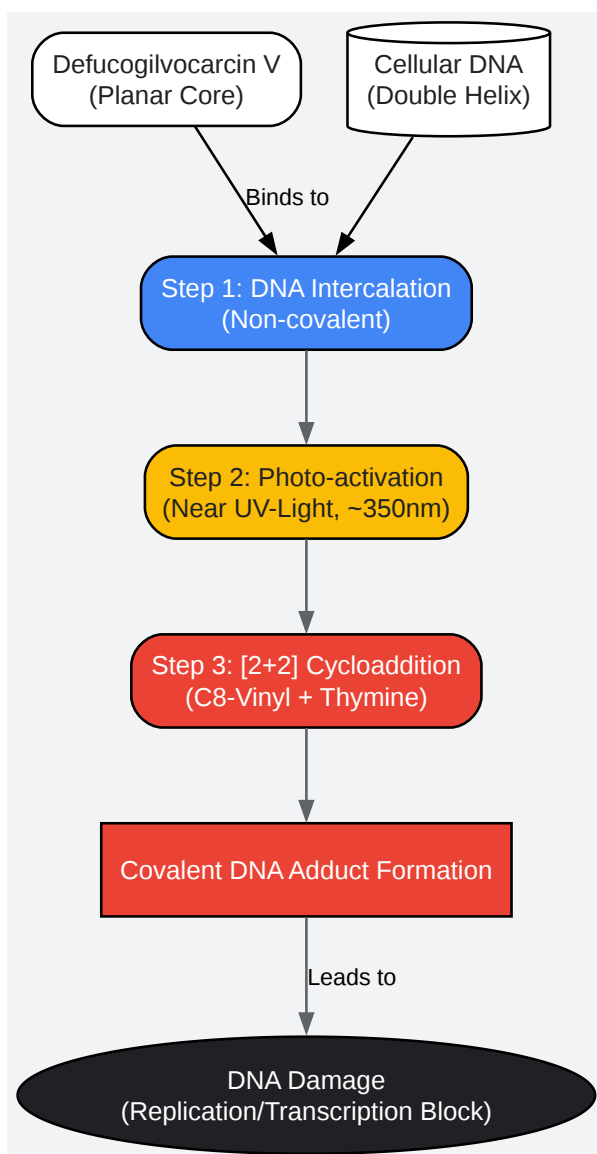 Defucogilvocarcin V
(Planar Core)
Cellular DNA
(Double Helix)
Binds to
Step 1: DNA Intercalation
(Non-covalent)
Step 2: Photo-activation
(Near UV-Light, ~350nm)
Step 3: [2+2] Cycloaddition
(C8-Vinyl + Thymine)
Covalent DNA Adduct Formation
Leads to
DNA Damage
(Replication/Transcription Block)